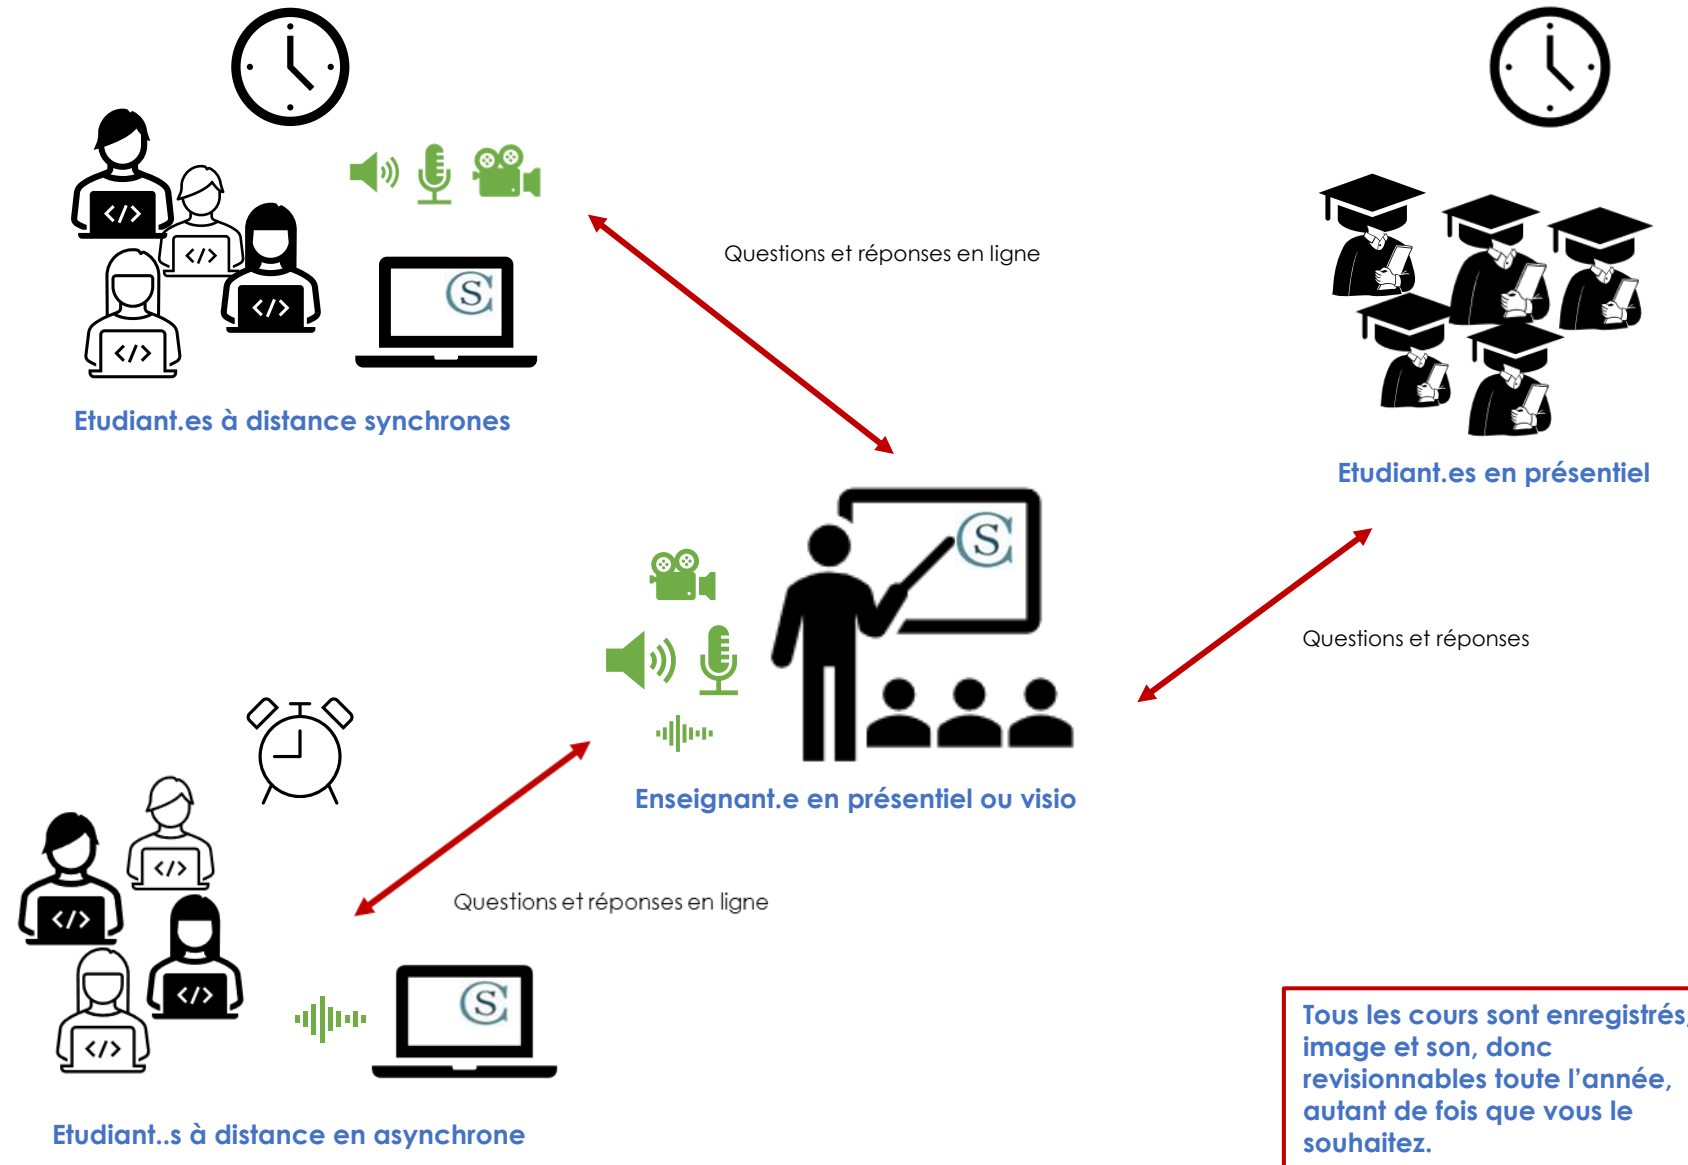 </>
</>
</>
</>
S
C
Questions et réponses en ligne
Etudiant.es à distance synchrones
Etudiant.es en présentiel
S
C
Questions et réponses
Enseignant.e en présentiel ou visio
</>
</>
</>
</>
Questions et réponses en ligne
S
C
Tous les cours sont enregistrés,
image et son, donc
revisionnables toute l’année,
autant de fois que vous le
souhaitez.
Etudiant..s à distance en asynchrone